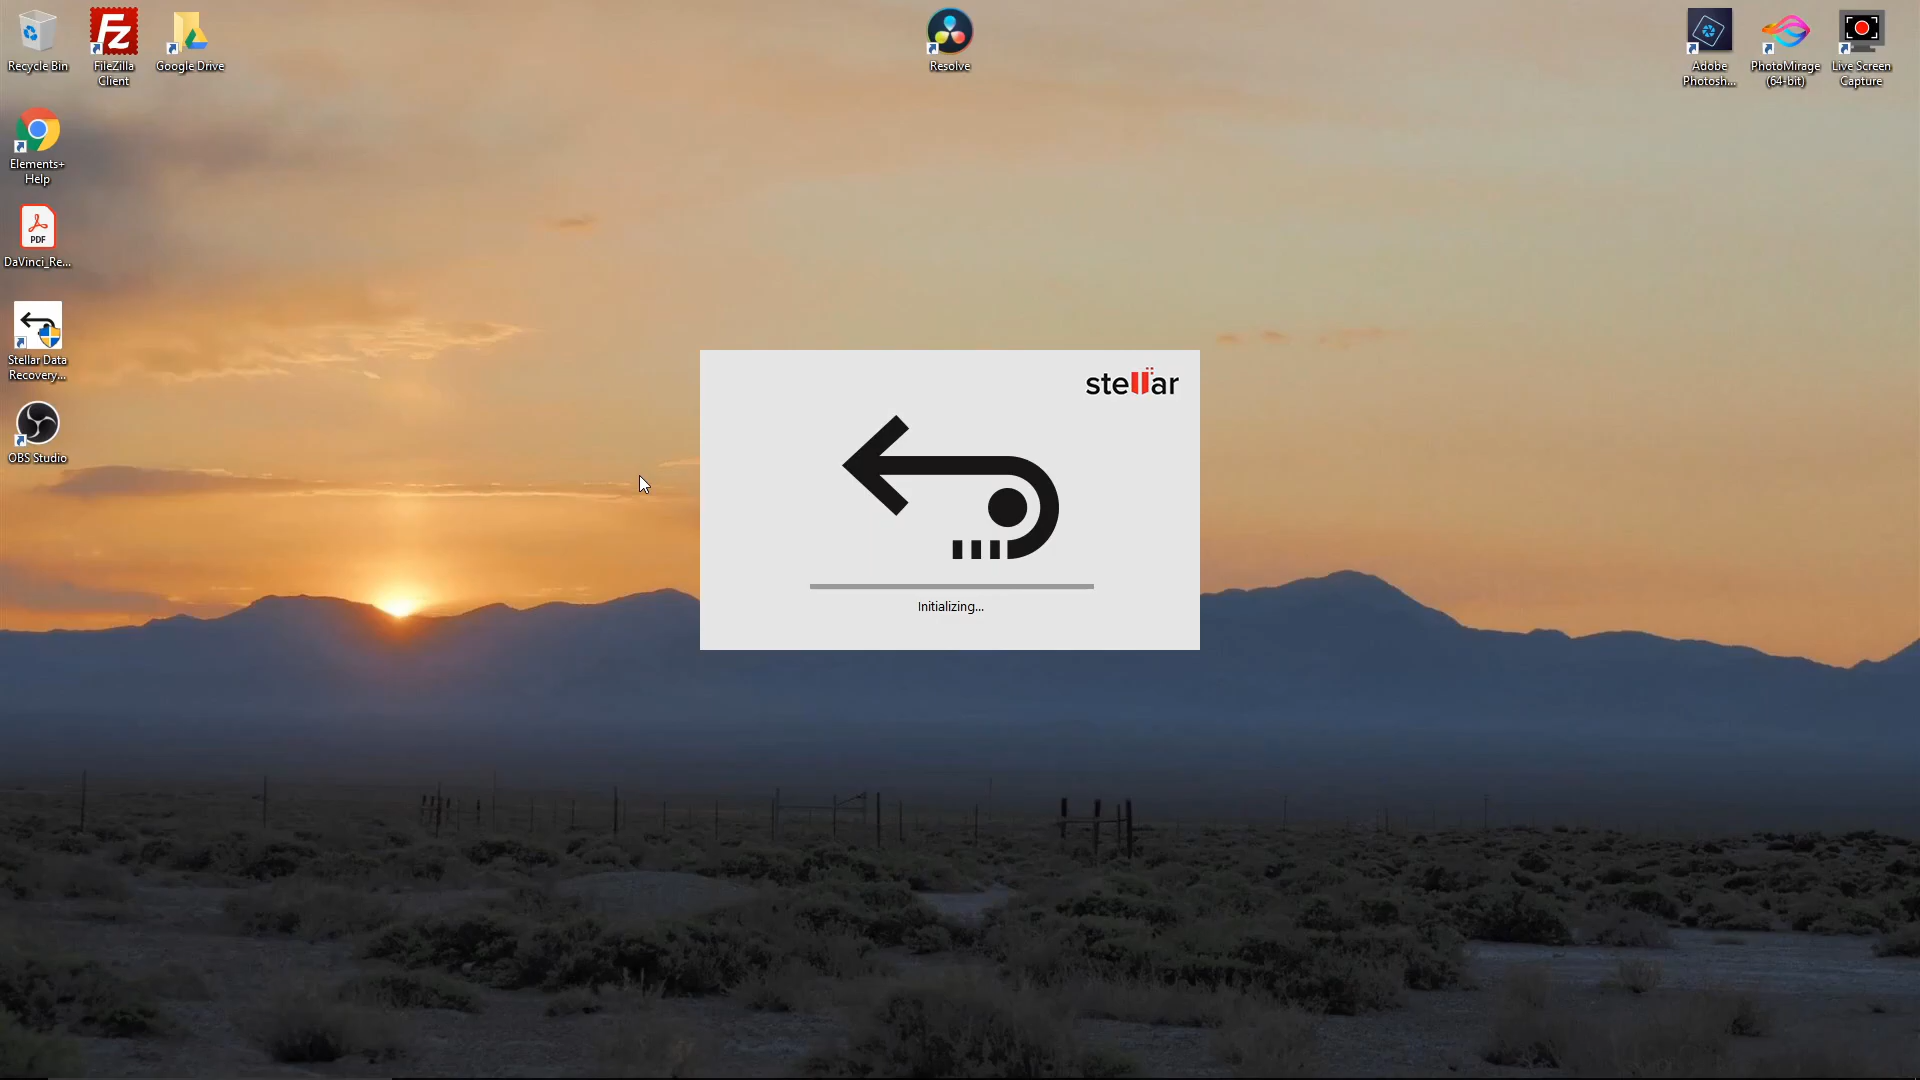 Recycle Bin
FileZilla
Client
Google Drive
Resolve
Adobe
Photosh...
PhotoMirage
(64-bit)
Live Screen
Capture
Elements+
Help
PDF
DaVinci_Re...
Stellar Data
Recovery...
OBS Studio
stellar
Initializing...
Fz